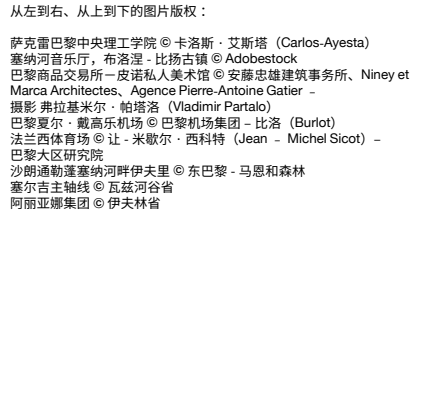 从左到右、从上到下的图片版权：
萨克雷巴黎中央理工学院 © 卡洛斯 · 艾斯塔（Carlos-Ayesta）
塞纳河音乐厅，布洛涅 - 比扬古镇 © Adobestock
巴黎商品交易所－皮诺私人美术馆 © 安藤忠雄建筑事务所、Niney et
Marca Architectes、Agence Pierre-Antoine Gatier －
摄影 弗拉基米尔 · 帕塔洛（Vladimir Partalo）
巴黎夏尔 · 戴高乐机场 © 巴黎机场集团 – 比洛（Burlot）
法兰西体育场 © 让 - 米歇尔 · 西科特（Jean － Michel Sicot）–
巴黎大区研究院
沙朗通勒蓬塞纳河畔伊夫里 © 东巴黎 - 马恩和森林
塞尔吉主轴线 © 瓦兹河谷省
阿丽亚娜集团 © 伊夫林省